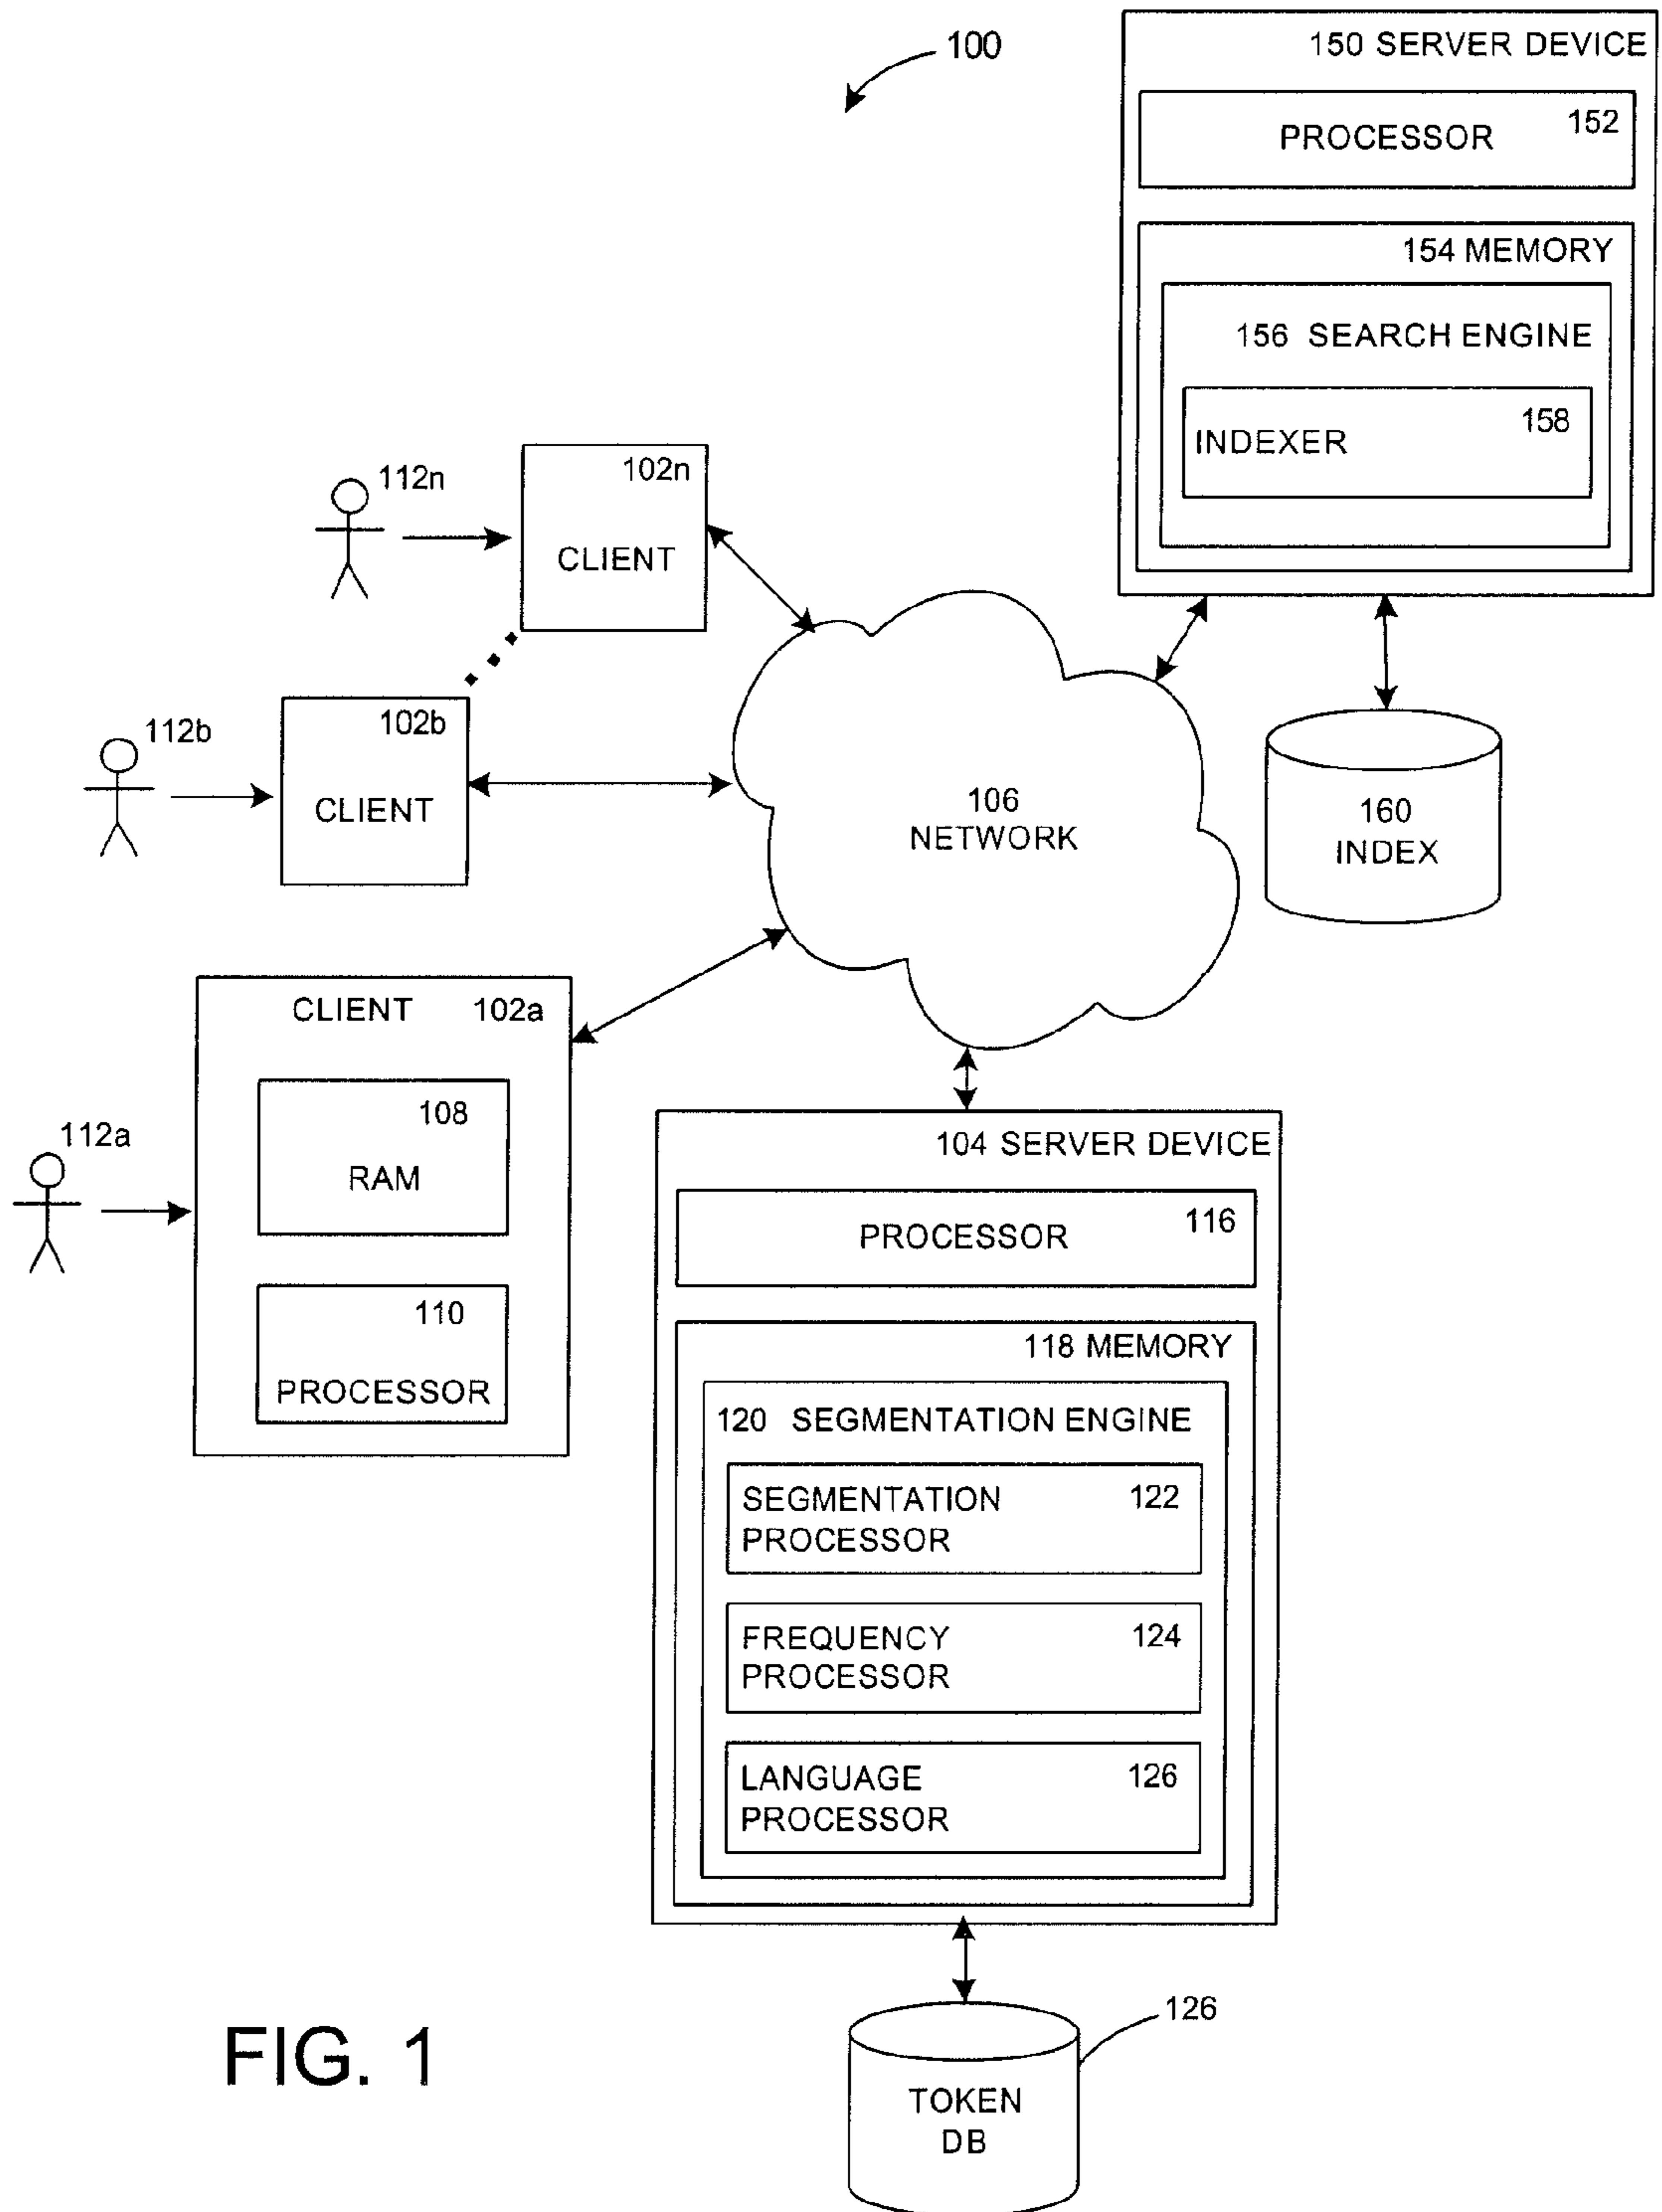 100
150 SERVER DEVICE
PROCESSOR 152
154 MEMORY
156 SEARCH ENGINE
INDEXER 158
112n
102n
CLIENT
112b
102b
CLIENT
106
NETWORK
160
INDEX
CLIENT 102a
108
RAM
112a
110
PROCESSOR
104 SERVER DEVICE
PROCESSOR 116
118 MEMORY
120 SEGMENTATION ENGINE
SEGMENTATION 122
PROCESSOR
FREQUENCY 124
PROCESSOR
LANGUAGE 126
PROCESSOR
126
TOKEN
DB
FIG. 1